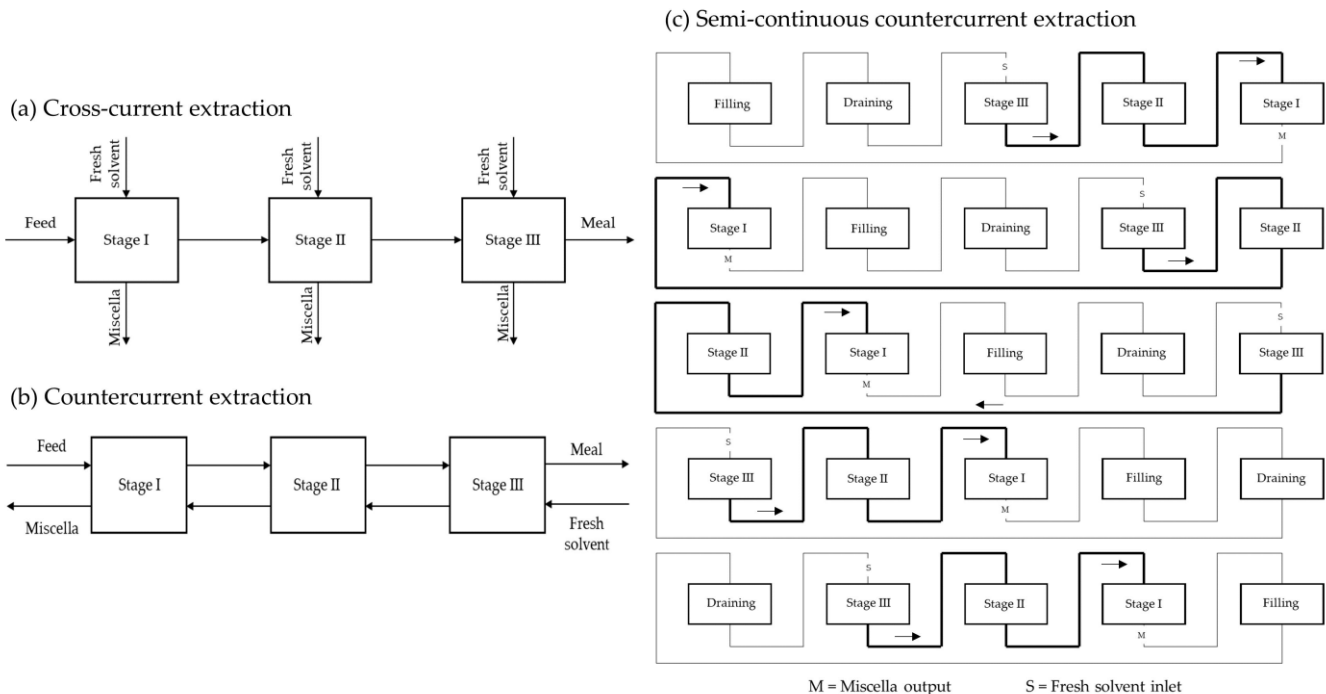 (a) Cross-current extraction
Fresh
solvent
Fresh
solvent
Fresh
solvent
Feed
Stage I
Stage II
Stage III
Meal
Miscella
Miscella
Miscella
(b) Countercurrent extraction
Feed
Stage I
Stage II
Stage III
Meal
Miscella
Fresh
solvent
(c) Semi-continuous countercurrent extraction
S
Filling
Draining
Stage III
Stage II
Stage I
M
S
Stage I
Filling
Draining
Stage III
Stage II
M
S
Stage II
Stage I
Filling
Draining
Stage III
M
S
Stage III
Stage II
Stage I
Filling
Draining
M
S
Draining
Stage III
Stage II
Stage I
Filling
M
M = Miscella output
S = Fresh solvent inlet